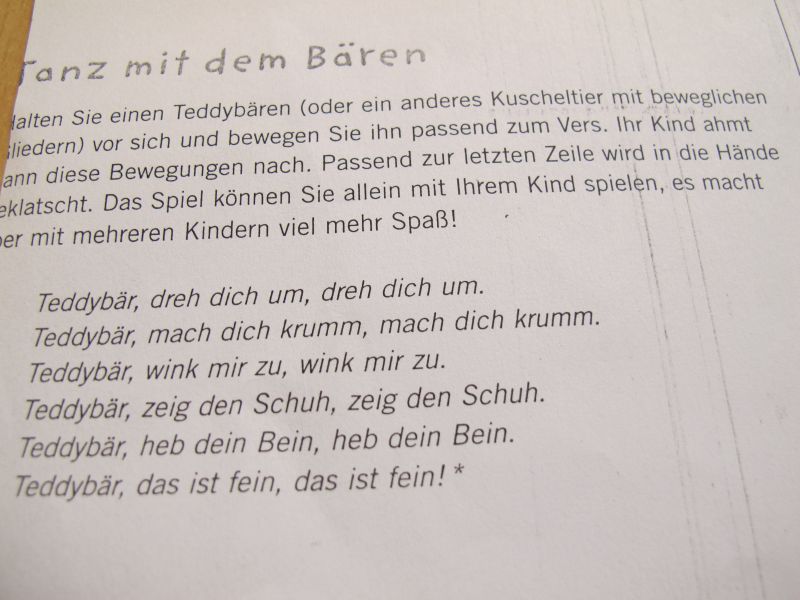 Tanz mit dem Bären
Halten Sie einen Teddybären (oder ein anderes Kuscheltier mit beweglichen
Gliedern) vor sich und bewegen Sie ihn passend zum Vers. Ihr Kind ahmt
dann diese Bewegungen nach. Passend zur letzten Zeile wird in die Hände
geklatscht. Das Spiel können Sie allein mit Ihrem Kind spielen, es macht
aber mit mehreren Kindern viel mehr Spaß!
Teddybär, dreh dich um, dreh dich um.
Teddybär, mach dich krumm, mach dich krumm.
Teddybär, wink mir zu, wink mir zu.
Teddybär, zeig den Schuh, zeig den Schuh.
Teddybär, heb dein Bein, heb dein Bein.
Teddybär, das ist fein, das ist fein! *